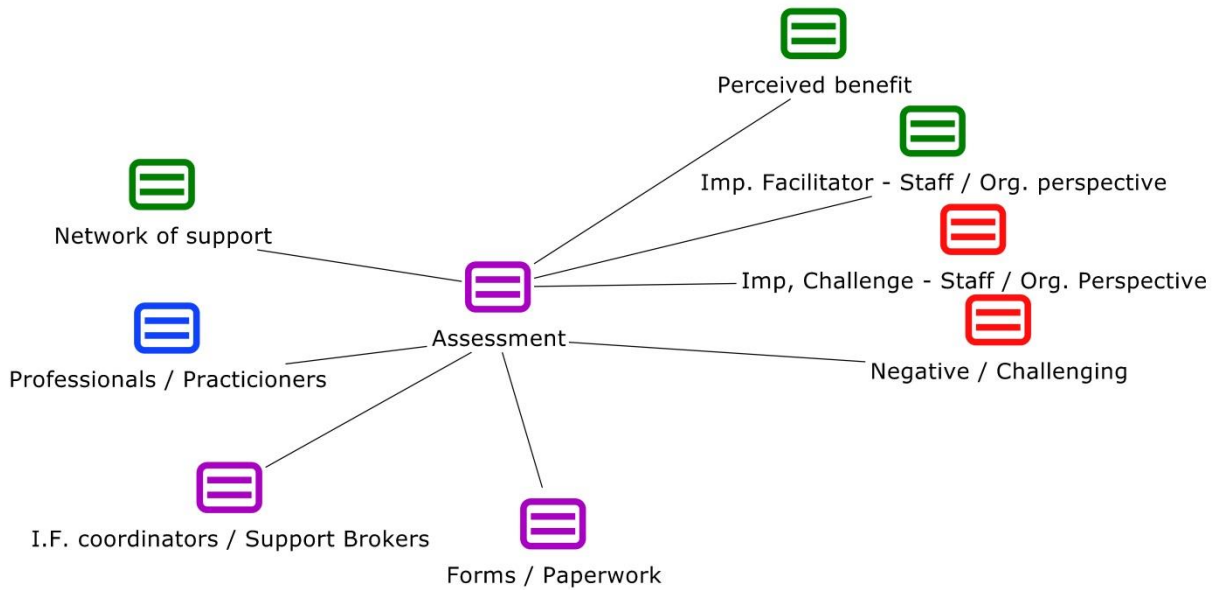 Perceived benefit
Imp. Facilitator - Staff / Org. perspective
Network of support
Imp, Challenge - Staff / Org. Perspective
Assessment
Negative / Challenging
Professionals / Practicioners
I.F. coordinators / Support Brokers
Forms / Paperwork